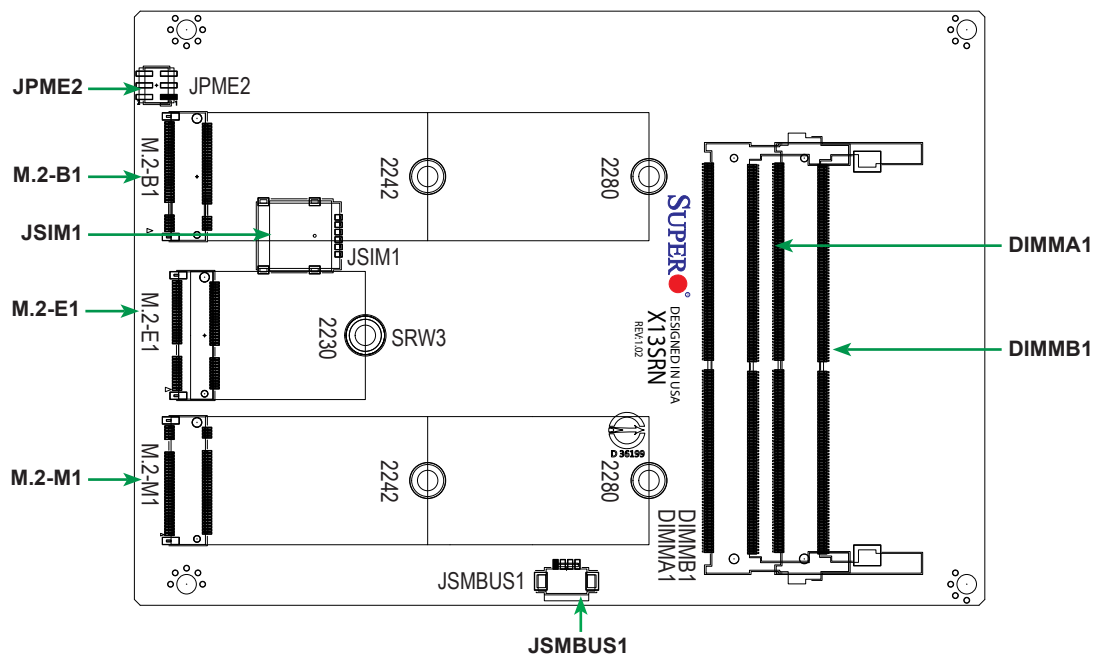 JPME2
JPME2
M.2-B1
M.2-B1
2242
2280
JSIM1
JSIM1
SUPER
DIMMA1
M.2-E1
M.2-E1
2230
SRW3
DESIGNED IN USA
X13SRN
REV:1.02
DIMMB1
D 36199
M.2-M1
M.2-M1
2242
2280
DIMMB1
DIMMA1
JSMBUS1
JSMBUS1